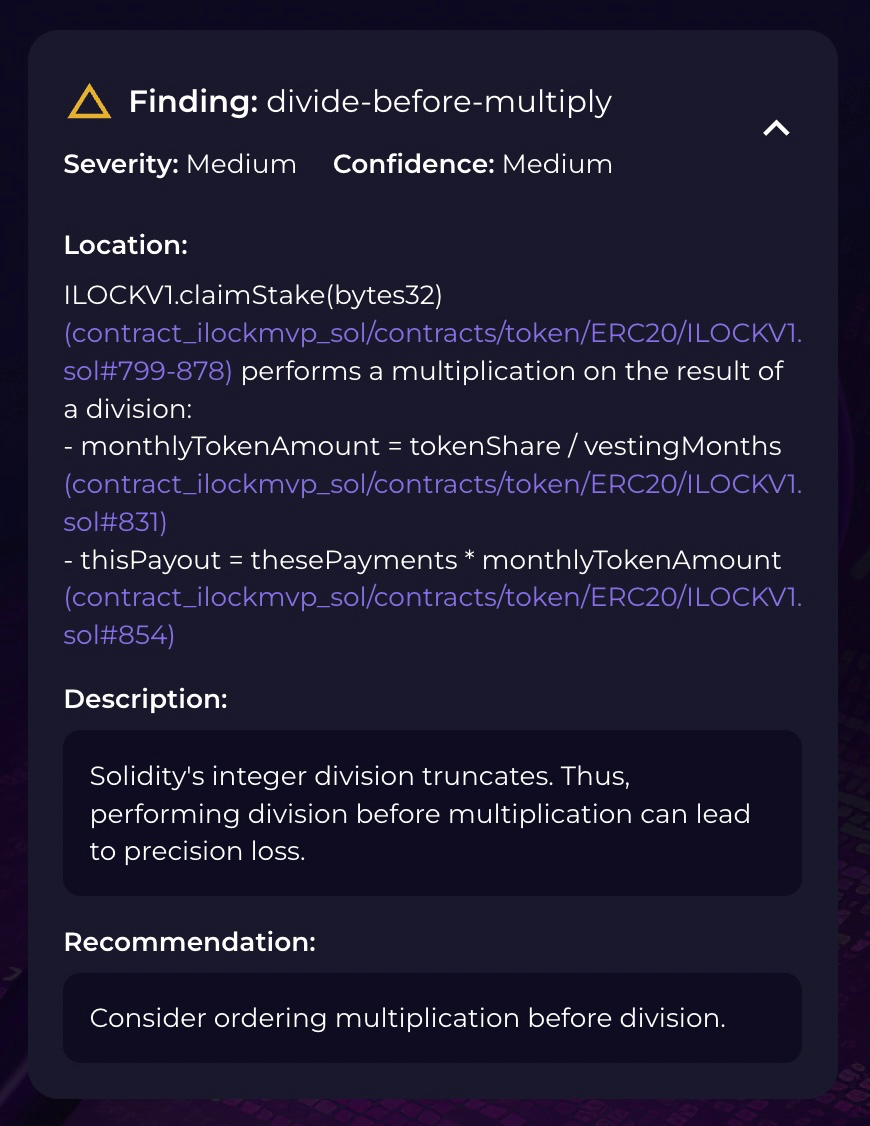 Finding: divide-before-multiply
Severity: Medium Confidence: Medium
Location:
ILOCKV1.claimStake(bytes32)
(contract_ilockmvp_sol/contracts/token/ERC20/ILOCKV1.
sol#799-878) performs a multiplication on the result of
a division:
- monthlyTokenAmount = tokenShare / vestingMonths
(contract_ilockmvp_sol/contracts/token/ERC20/ILOCKV1.
sol#831)
- thisPayout = thesePayments * monthlyTokenAmount
(contract_ilockmvp_sol/contracts/token/ERC20/ILOCKV1.
sol#854)
Description:
Solidity's integer division truncates. Thus,
performing division before multiplication can lead
to precision loss.
Recommendation:
Consider ordering multiplication before division.